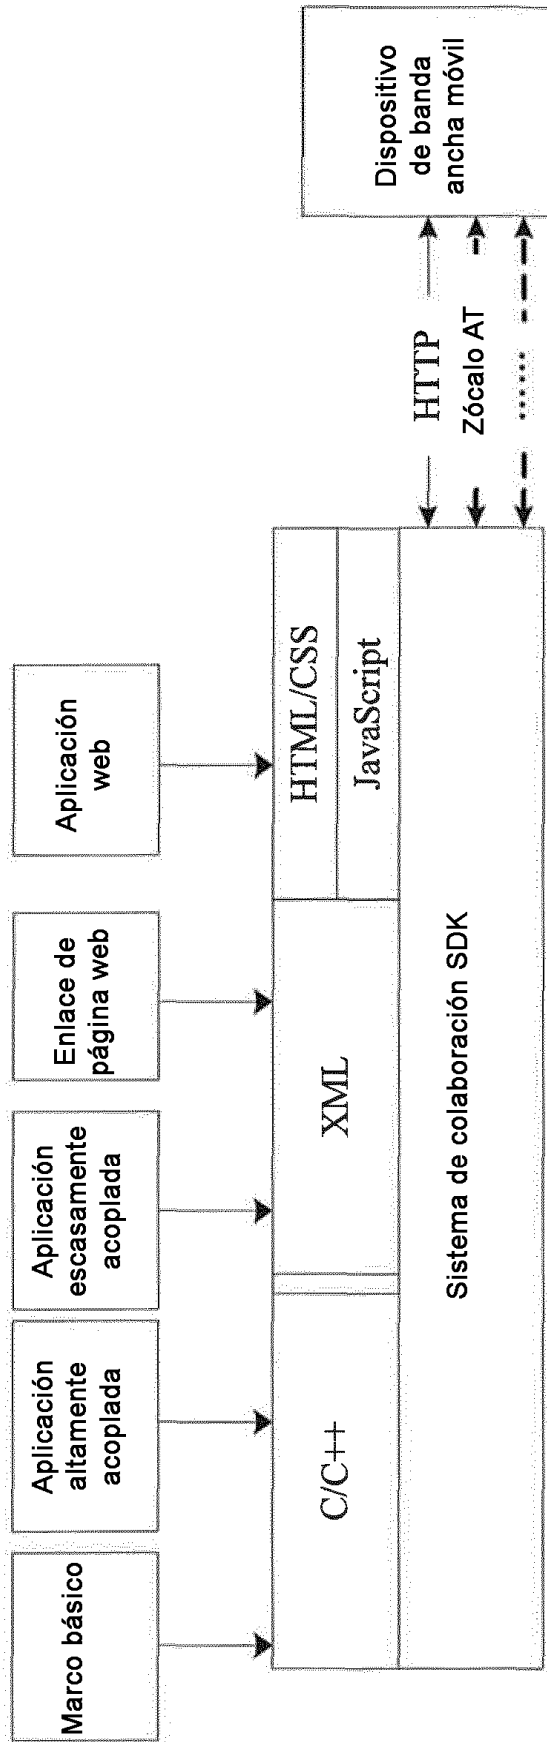 Marco básico
Aplicación
altamente
acoplada
Aplicación
escasamente
acoplada
Enlace de
página web
Aplicación
web
C/C++
XML
HTML/CSS
JavaScript
Sistema de colaboración SDK
HTTP
Zócalo AT
......
Dispositivo
de banda
ancha móvil